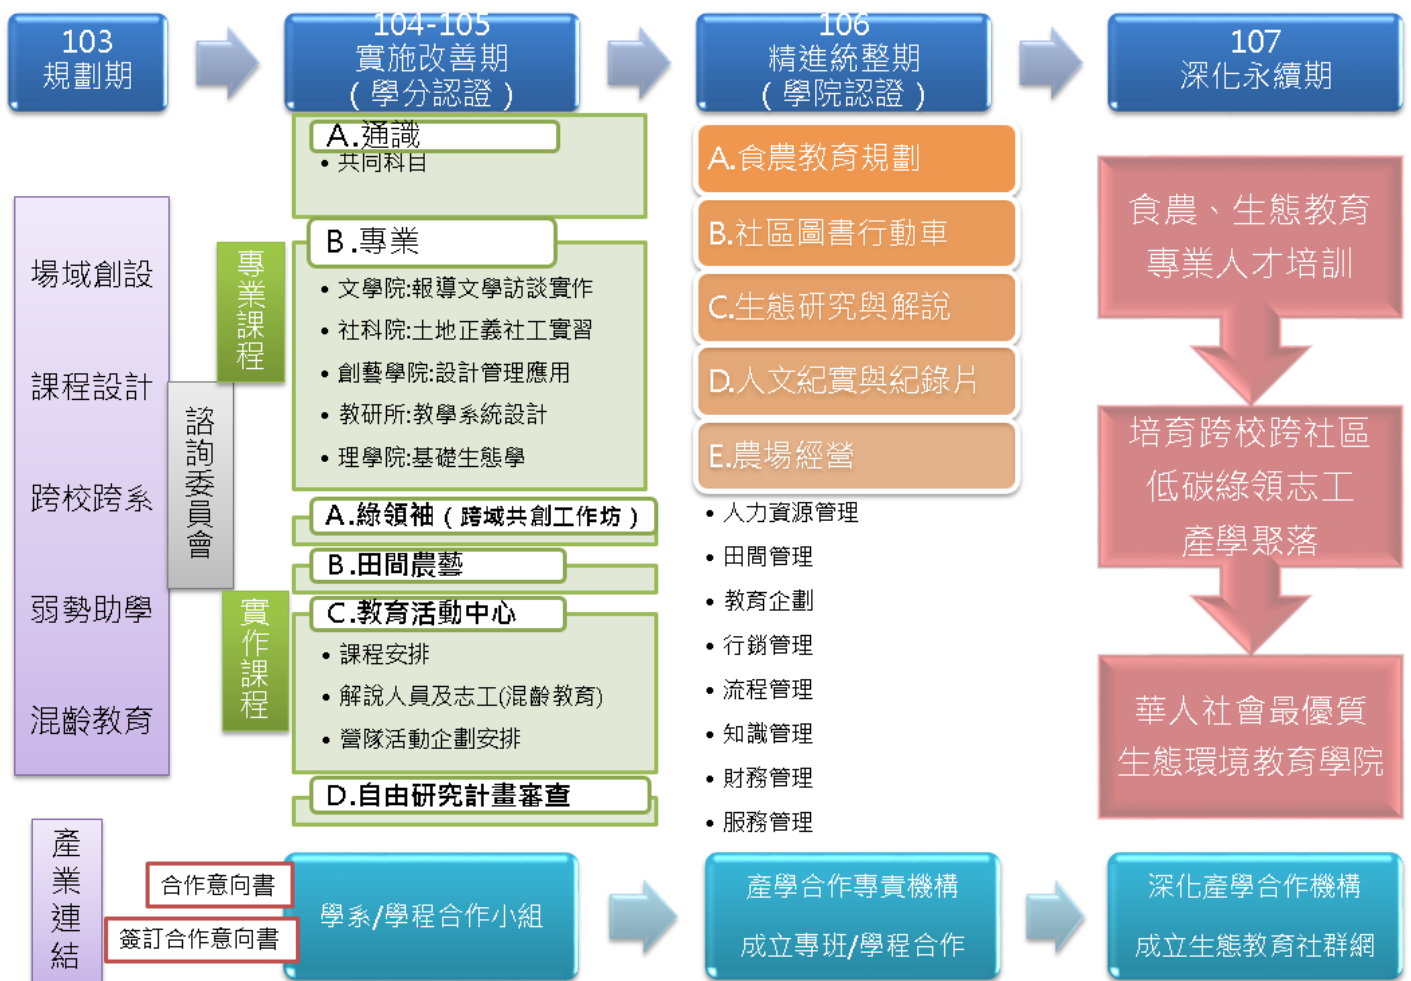 103
規劃期
104-105
實施改善期
(學分認證)
106
精進統整期
(學院認證)
107
深化永續期
場域創設
課程設計
跨校跨系
弱勢助學
混齡教育
諮詢委員會
專業課程
實作課程
A.通識
• 共同科目
B.專業
• 文學院:報導文學訪談實作
• 社科院:土地正義社工實習
• 創藝學院:設計管理應用
• 教研所:教學系統設計
• 理學院:基礎生態學
A.綠領袖(跨域共創工作坊)
B.田間農藝
C.教育活動中心
• 課程安排
• 解說人員及志工(混齡教育)
• 營隊活動企劃安排
D.自由研究計畫審查
A.食農教育規劃
B.社區圖書行動車
C.生態研究與解說
D.人文紀實與紀錄片
E.農場經營
• 人力資源管理
• 田間管理
• 教育企劃
• 行銷管理
• 流程管理
• 知識管理
• 財務管理
• 服務管理
食農、生態教育
專業人才培訓
培育跨校跨社區
低碳綠領志工
產學聚落
華人社會最優質
生態環境教育學院
產業連結
合作意向書
簽訂合作意向書
學系/學程合作小組
產學合作專責機構
成立專班/學程合作
深化產學合作機構
成立生態教育社群網